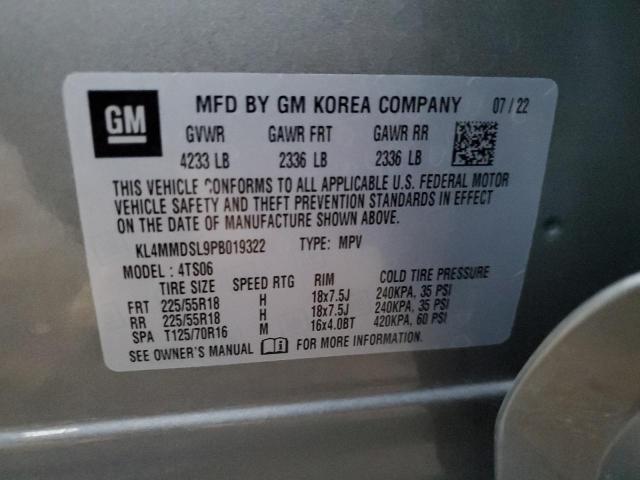 GM MFD BY GM KOREA COMPANY 07/22
GVWR GAWR FRT GAWR RR
4233 LB 2336 LB 2336 LB
THIS VEHICLE CONFORMS TO ALL APPLICABLE U.S. FEDERAL MOTOR
VEHICLE SAFETY AND THEFT PREVENTION STANDARDS IN EFFECT
ON THE DATE OF MANUFACTURE SHOWN ABOVE.
KL4MMDSL9PB019322 TYPE: MPV
MODEL: 4TS06
TIRE SIZE SPEED RTG RIM COLD TIRE PRESSURE
FRT 225/55R18 H 18x7.5J 240KPA, 35 PSI
RR 225/55R18 H 18x7.5J 240KPA, 35 PSI
SPA T125/70R16 M 16x4.0BT 420KPA, 60 PSI
SEE OWNER'S MANUAL FOR MORE INFORMATION.